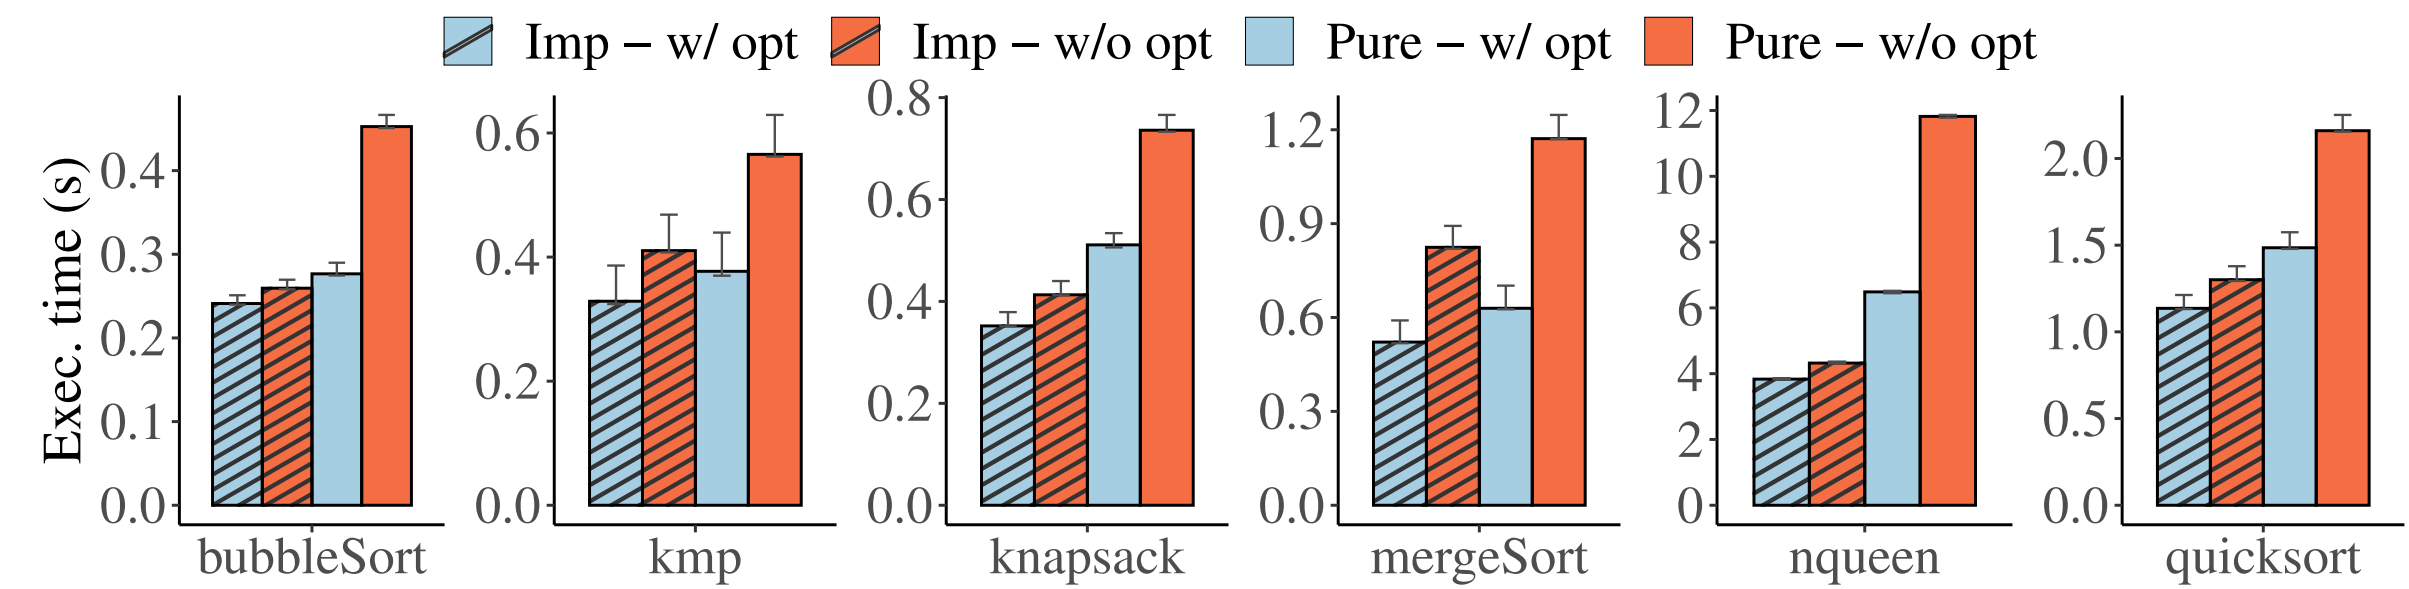 Imp – w/ opt
Imp – w/o opt
Pure – w/ opt
Pure – w/o opt
Exec. time (s)
0.4
0.3
0.2
0.1
0.0
bubbleSort
0.6
0.4
0.2
0.0
kmp
0.8
0.6
0.4
0.2
0.0
knapsack
1.2
0.9
0.6
0.3
0.0
mergeSort
12
10
8
6
4
2
0
nqueen
2.0
1.5
1.0
0.5
0.0
quicksort